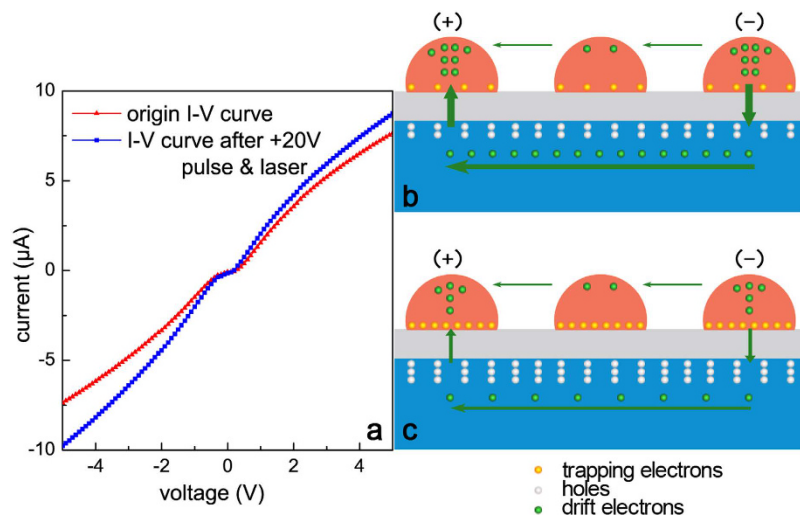 10
5
0
-5
-10
current (μA)
origin I-V curve
I-V curve after +20V
pulse & laser
a
-4
-2
0
2
4
voltage (V)
(+)
(−)
b
(+)
(−)
c
trapping electrons
holes
drift electrons